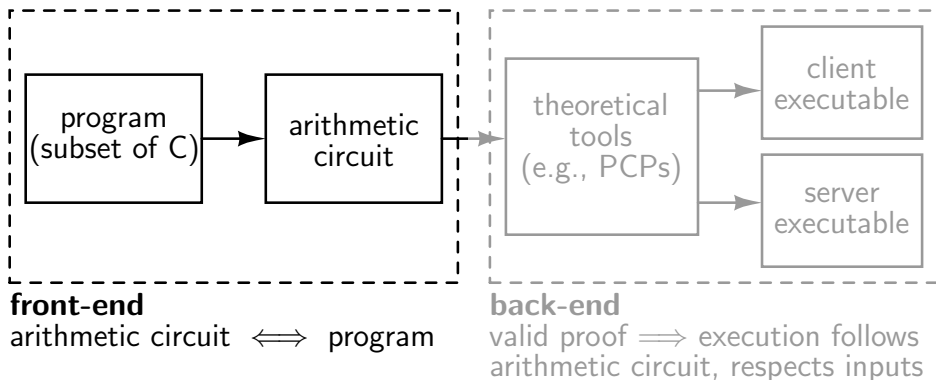 program
(subset of C)
arithmetic
circuit
theoretical
tools
(e.g., PCPs)
client
executable
server
executable
front-end
arithmetic circuit ⟺ program
back-end
valid proof ⟹ execution follows
arithmetic circuit, respects inputs